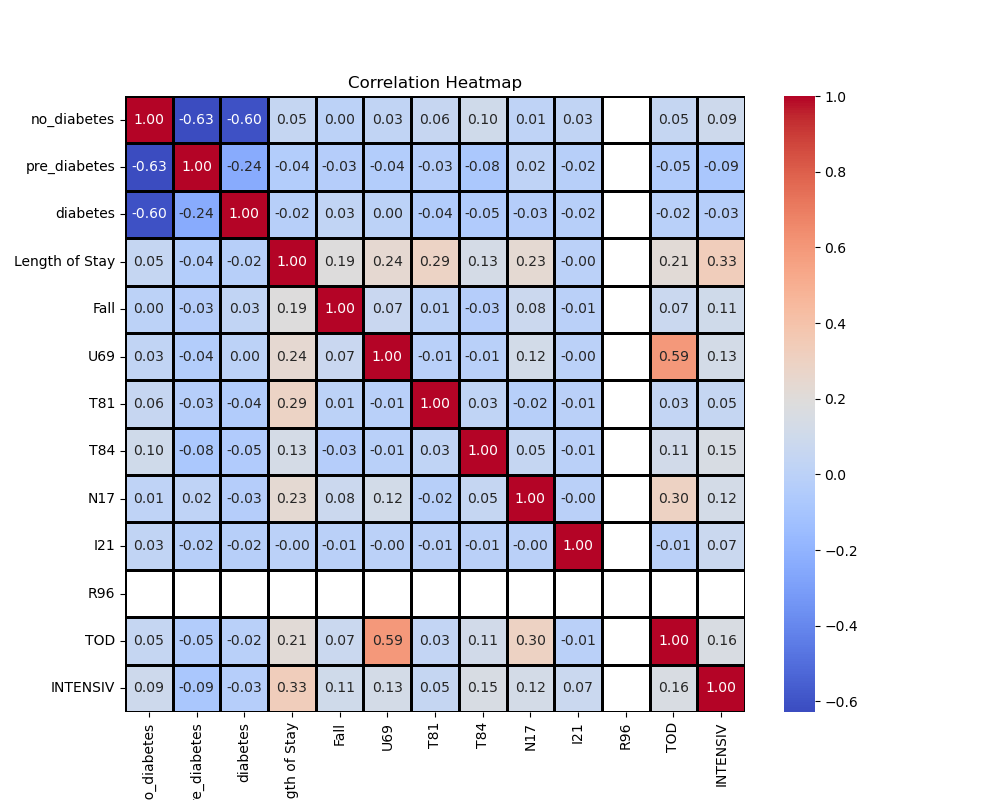 Correlation Heatmap
no_diabetes 1.00 -0.63 -0.60 0.05 0.00 0.03 0.06 0.10 0.01 0.03 0.05 0.09
pre_diabetes -0.63 1.00 -0.24 -0.04 -0.03 -0.04 -0.03 -0.08 0.02 -0.02 -0.05 -0.09
diabetes -0.60 -0.24 1.00 -0.02 0.03 0.00 -0.04 -0.05 -0.03 -0.02 -0.02 -0.03
Length of Stay 0.05 -0.04 -0.02 1.00 0.19 0.24 0.29 0.13 0.23 -0.00 0.21 0.33
Fall 0.00 -0.03 0.03 0.19 1.00 0.07 0.01 -0.03 0.08 -0.01 0.07 0.11
U69 0.03 -0.04 0.00 0.24 0.07 1.00 -0.01 -0.01 0.12 -0.00 0.59 0.13
T81 0.06 -0.03 -0.04 0.29 0.01 -0.01 1.00 0.03 -0.02 -0.01 0.03 0.05
T84 0.10 -0.08 -0.05 0.13 -0.03 -0.01 0.03 1.00 0.05 -0.01 0.11 0.15
N17 0.01 0.02 -0.03 0.23 0.08 0.12 -0.02 0.05 1.00 -0.00 0.30 0.12
I21 0.03 -0.02 -0.02 -0.00 -0.01 -0.00 -0.01 -0.01 -0.00 1.00 -0.01 0.07
R96
TOD 0.05 -0.05 -0.02 0.21 0.07 0.59 0.03 0.11 0.30 -0.01 1.00 0.16
INTENSIV 0.09 -0.09 -0.03 0.33 0.11 0.13 0.05 0.15 0.12 0.07 0.16 1.00
o_diabetes
e_diabetes
diabetes
gth of Stay
Fall
U69
T81
T84
N17
I21
R96
TOD
INTENSIV
1.0
0.8
0.6
0.4
0.2
0.0
−0.2
−0.4
−0.6